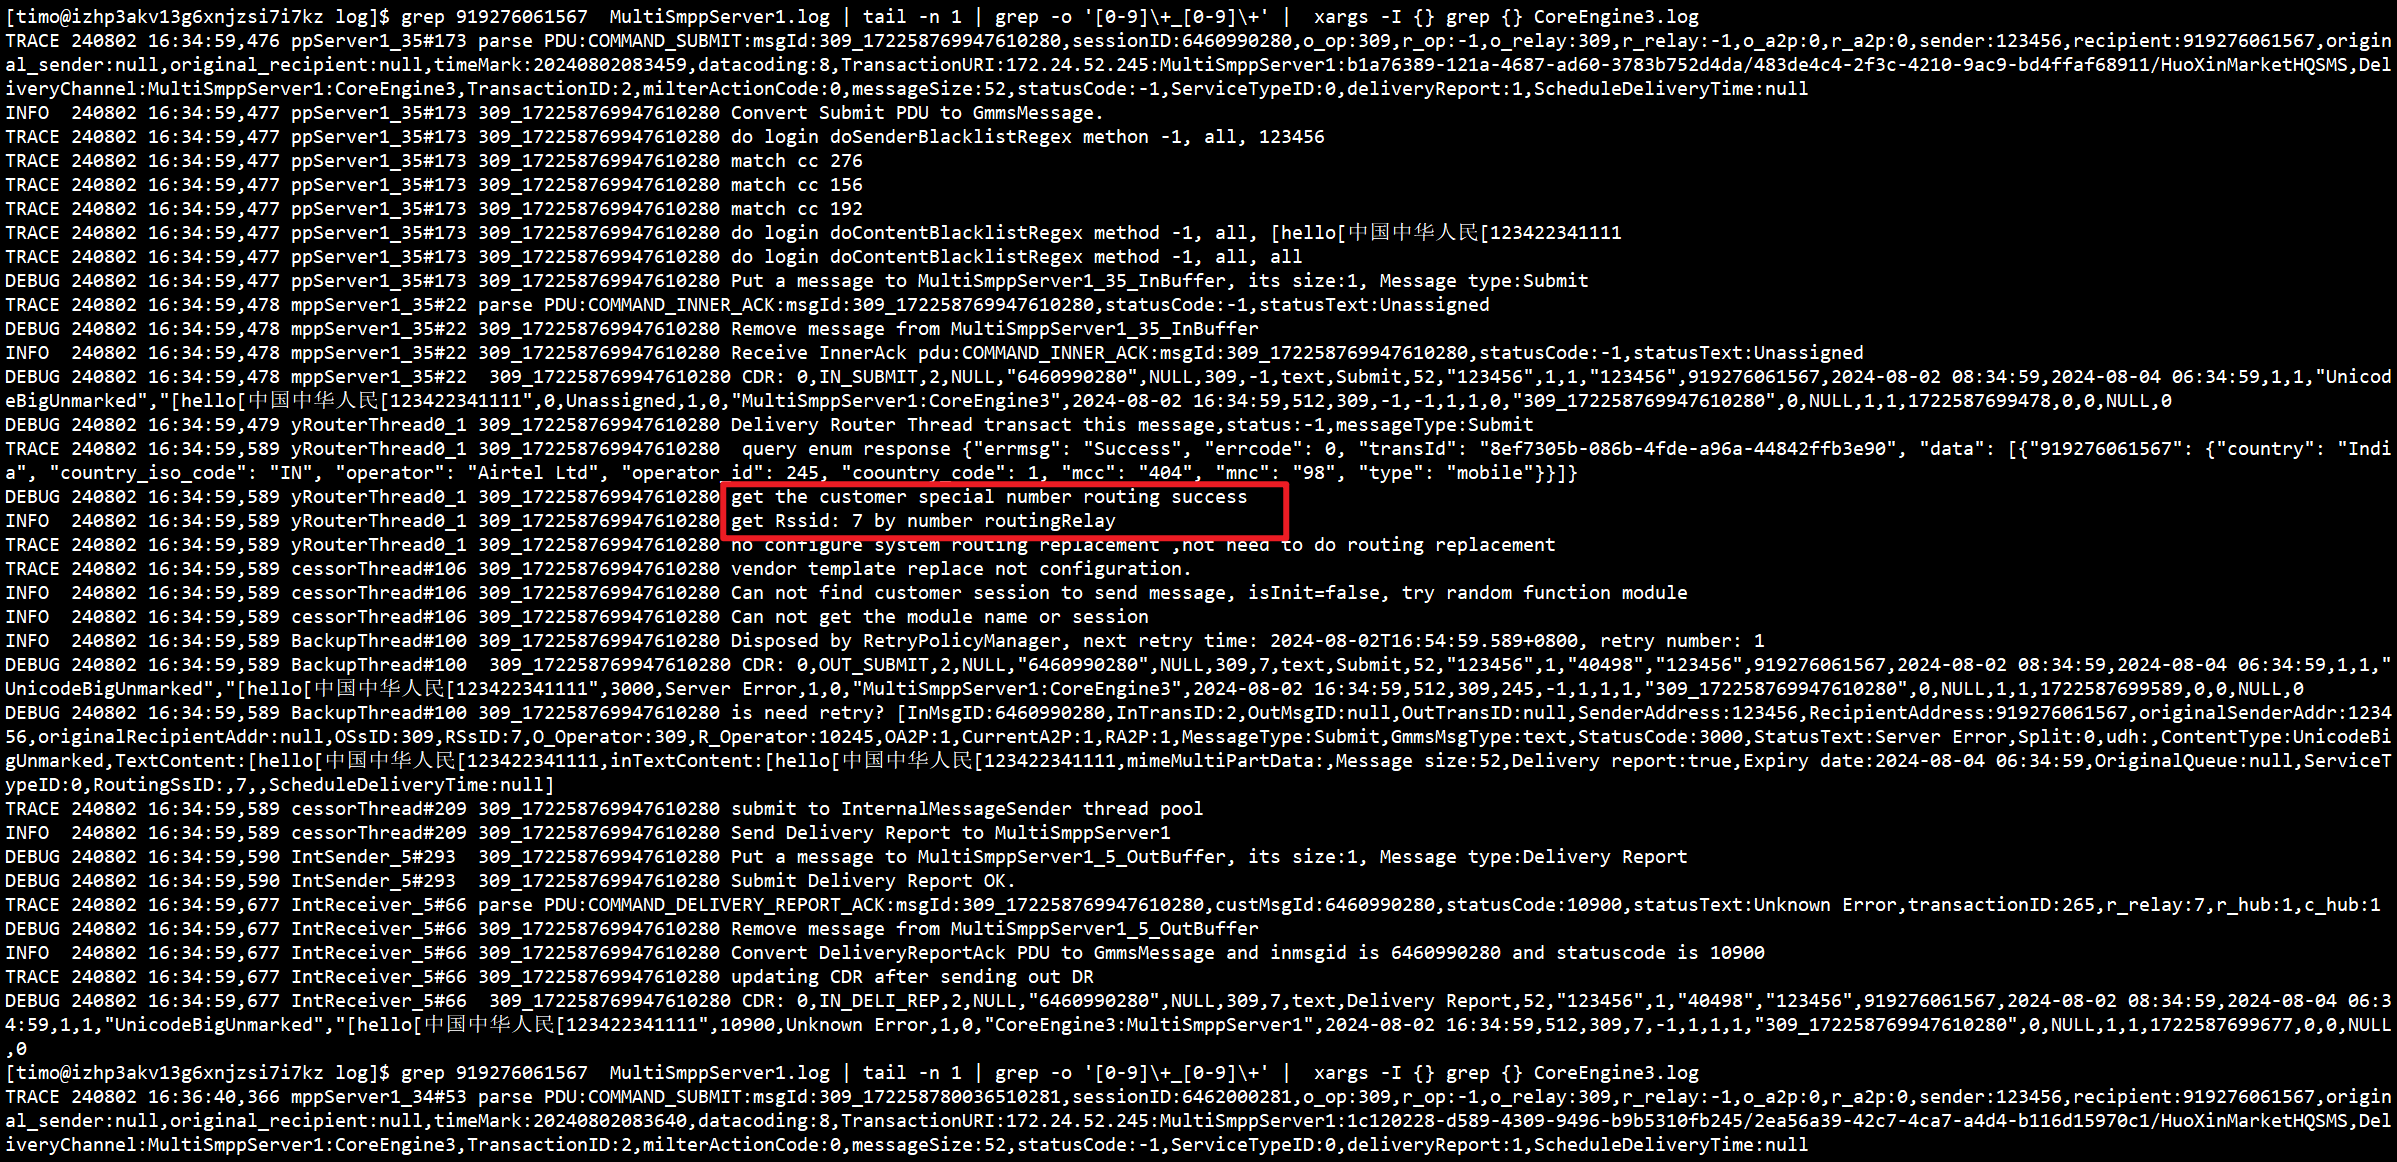 [timo@izhp3akv13g6xnjzsi7i7kz log]$ grep 919276061567  MultiSmppServer1.log | tail -n 1 | grep -o '[0-9]\+_[0-9]\+' |  xargs -I {} grep {} CoreEngine3.log
TRACE 240802 16:34:59,476 ppServer1_35#173 parse PDU:COMMAND_SUBMIT:msgId:309_172258769947610280,sessionID:6460990280,o_op:309,r_op:-1,o_relay:309,r_relay:-1,o_a2p:0,r_a2p:0,sender:123456,recipient:919276061567,origin
al_sender:null,original_recipient:null,timeMark:20240802083459,datacoding:8,TransactionURI:172.24.52.245:MultiSmppServer1:b1a76389-121a-4687-ad60-3783b752d4da/483de4c4-2f3c-4210-9ac9-bd4ffaf68911/HuoXinMarketHQSMS,Del
iveryChannel:MultiSmppServer1:CoreEngine3,TransactionID:2,milterActionCode:0,messageSize:52,statusCode:-1,ServiceTypeID:0,deliveryReport:1,ScheduleDeliveryTime:null
INFO  240802 16:34:59,477 ppServer1_35#173 309_172258769947610280 Convert Submit PDU to GmmsMessage.
TRACE 240802 16:34:59,477 ppServer1_35#173 309_172258769947610280 do login doSenderBlacklistRegex methon -1, all, 123456
TRACE 240802 16:34:59,477 ppServer1_35#173 309_172258769947610280 match cc 276
TRACE 240802 16:34:59,477 ppServer1_35#173 309_172258769947610280 match cc 156
TRACE 240802 16:34:59,477 ppServer1_35#173 309_172258769947610280 match cc 192
TRACE 240802 16:34:59,477 ppServer1_35#173 309_172258769947610280 do login doContentBlacklistRegex method -1, all, [hello[中国中华人民[123422341111
TRACE 240802 16:34:59,477 ppServer1_35#173 309_172258769947610280 do login doContentBlacklistRegex method -1, all, all
DEBUG 240802 16:34:59,477 ppServer1_35#173 309_172258769947610280 Put a message to MultiSmppServer1_35_InBuffer, its size:1, Message type:Submit
TRACE 240802 16:34:59,478 mppServer1_35#22 parse PDU:COMMAND_INNER_ACK:msgId:309_172258769947610280,statusCode:-1,statusText:Unassigned
DEBUG 240802 16:34:59,478 mppServer1_35#22 309_172258769947610280 Remove message from MultiSmppServer1_35_InBuffer
INFO  240802 16:34:59,478 mppServer1_35#22 309_172258769947610280 Receive InnerAck pdu:COMMAND_INNER_ACK:msgId:309_172258769947610280,statusCode:-1,statusText:Unassigned
DEBUG 240802 16:34:59,478 mppServer1_35#22  309_172258769947610280 CDR: 0,IN_SUBMIT,2,NULL,"6460990280",NULL,309,-1,text,Submit,52,"123456",1,1,"123456",919276061567,2024-08-02 08:34:59,2024-08-04 06:34:59,1,1,"Unicod
eBigUnmarked","[hello[中国中华人民[123422341111",0,Unassigned,1,0,"MultiSmppServer1:CoreEngine3",2024-08-02 16:34:59,512,309,-1,-1,1,1,0,"309_172258769947610280",0,NULL,1,1,1722587699478,0,0,NULL,0
DEBUG 240802 16:34:59,479 yRouterThread0_1 309_172258769947610280 Delivery Router Thread transact this message,status:-1,messageType:Submit
TRACE 240802 16:34:59,589 yRouterThread0_1 309_172258769947610280  query enum response {"errmsg": "Success", "errcode": 0, "transId": "8ef7305b-086b-4fde-a96a-44842ffb3e90", "data": [{"919276061567": {"country": "Indi
a", "country_iso_code": "IN", "operator": "Airtel Ltd", "operator_id": 245, "coountry_code": 1, "mcc": "404", "mnc": "98", "type": "mobile"}}]}
DEBUG 240802 16:34:59,589 yRouterThread0_1 309_172258769947610280 get the customer special number routing success
INFO  240802 16:34:59,589 yRouterThread0_1 309_172258769947610280 get Rssid: 7 by number routingRelay
TRACE 240802 16:34:59,589 yRouterThread0_1 309_172258769947610280 no configure system routing replacement ,not need to do routing replacement
TRACE 240802 16:34:59,589 cessorThread#106 309_172258769947610280 vendor template replace not configuration.
INFO  240802 16:34:59,589 cessorThread#106 309_172258769947610280 Can not find customer session to send message, isInit=false, try random function module
INFO  240802 16:34:59,589 cessorThread#106 309_172258769947610280 Can not get the module name or session
INFO  240802 16:34:59,589 BackupThread#100 309_172258769947610280 Disposed by RetryPolicyManager, next retry time: 2024-08-02T16:54:59.589+0800, retry number: 1
DEBUG 240802 16:34:59,589 BackupThread#100  309_172258769947610280 CDR: 0,OUT_SUBMIT,2,NULL,"6460990280",NULL,309,7,text,Submit,52,"123456",1,"40498","123456",919276061567,2024-08-02 08:34:59,2024-08-04 06:34:59,1,1,"
UnicodeBigUnmarked","[hello[中国中华人民[123422341111",3000,Server Error,1,0,"MultiSmppServer1:CoreEngine3",2024-08-02 16:34:59,512,309,245,-1,1,1,1,"309_172258769947610280",0,NULL,1,1,1722587699589,0,0,NULL,0
DEBUG 240802 16:34:59,589 BackupThread#100 309_172258769947610280 is need retry? [InMsgID:6460990280,InTransID:2,OutMsgID:null,OutTransID:null,SenderAddress:123456,RecipientAddress:919276061567,originalSenderAddr:1234
56,originalRecipientAddr:null,OSsID:309,RSsID:7,O_Operator:309,R_Operator:10245,OA2P:1,CurrentA2P:1,RA2P:1,MessageType:Submit,GmmsMsgType:text,StatusCode:3000,StatusText:Server Error,Split:0,udh:,ContentType:UnicodeBi
gUnmarked,TextContent:[hello[中国中华人民[123422341111,inTextContent:[hello[中国中华人民[123422341111,mimeMultiPartData:,Message size:52,Delivery report:true,Expiry date:2024-08-04 06:34:59,OriginalQueue:null,ServiceT
ypeID:0,RoutingSsID:,7,,ScheduleDeliveryTime:null]
TRACE 240802 16:34:59,589 cessorThread#209 309_172258769947610280 submit to InternalMessageSender thread pool
INFO  240802 16:34:59,589 cessorThread#209 309_172258769947610280 Send Delivery Report to MultiSmppServer1
DEBUG 240802 16:34:59,590 IntSender_5#293  309_172258769947610280 Put a message to MultiSmppServer1_5_OutBuffer, its size:1, Message type:Delivery Report
DEBUG 240802 16:34:59,590 IntSender_5#293  309_172258769947610280 Submit Delivery Report OK.
TRACE 240802 16:34:59,677 IntReceiver_5#66 parse PDU:COMMAND_DELIVERY_REPORT_ACK:msgId:309_172258769947610280,custMsgId:6460990280,statusCode:10900,statusText:Unknown Error,transactionID:265,r_relay:7,r_hub:1,c_hub:1
DEBUG 240802 16:34:59,677 IntReceiver_5#66 309_172258769947610280 Remove message from MultiSmppServer1_5_OutBuffer
INFO  240802 16:34:59,677 IntReceiver_5#66 309_172258769947610280 Convert DeliveryReportAck PDU to GmmsMessage and inmsgid is 6460990280 and statuscode is 10900
TRACE 240802 16:34:59,677 IntReceiver_5#66 309_172258769947610280 updating CDR after sending out DR
DEBUG 240802 16:34:59,677 IntReceiver_5#66  309_172258769947610280 CDR: 0,IN_DELI_REP,2,NULL,"6460990280",NULL,309,7,text,Delivery Report,52,"123456",1,"40498","123456",919276061567,2024-08-02 08:34:59,2024-08-04 06:3
4:59,1,1,"UnicodeBigUnmarked","[hello[中国中华人民[123422341111",10900,Unknown Error,1,0,"CoreEngine3:MultiSmppServer1",2024-08-02 16:34:59,512,309,7,-1,1,1,1,"309_172258769947610280",0,NULL,1,1,1722587699677,0,0,NULL
,0
[timo@izhp3akv13g6xnjzsi7i7kz log]$ grep 919276061567  MultiSmppServer1.log | tail -n 1 | grep -o '[0-9]\+_[0-9]\+' |  xargs -I {} grep {} CoreEngine3.log
TRACE 240802 16:36:40,366 mppServer1_34#53 parse PDU:COMMAND_SUBMIT:msgId:309_172258780036510281,sessionID:6462000281,o_op:309,r_op:-1,o_relay:309,r_relay:-1,o_a2p:0,r_a2p:0,sender:123456,recipient:919276061567,origin
al_sender:null,original_recipient:null,timeMark:20240802083640,datacoding:8,TransactionURI:172.24.52.245:MultiSmppServer1:1c120228-d589-4309-9496-b9b5310fb245/2ea56a39-42c7-4ca7-a4d4-b116d15970c1/HuoXinMarketHQSMS,Del
iveryChannel:MultiSmppServer1:CoreEngine3,TransactionID:2,milterActionCode:0,messageSize:52,statusCode:-1,ServiceTypeID:0,deliveryReport:1,ScheduleDeliveryTime:null